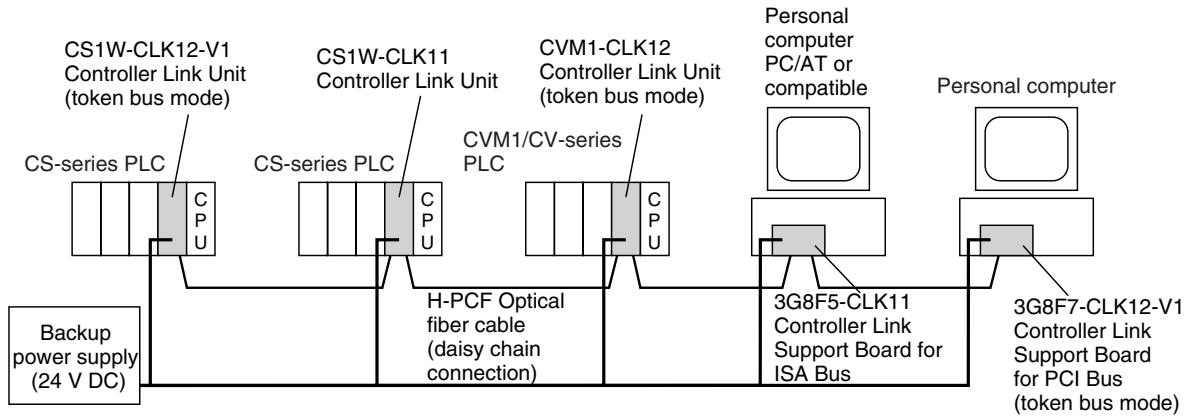 CS1W-CLK12-V1
Controller Link Unit
(token bus mode)
CS1W-CLK11
Controller Link Unit
CVM1-CLK12
Controller Link Unit
(token bus mode)
Personal
computer
PC/AT or
compatible
Personal computer
CS-series PLC
CS-series PLC
CVM1/CV-series
PLC
C
P
U
C
P
U
C
P
U
Backup
power supply
(24 V DC)
H-PCF Optical
fiber cable
(daisy chain
connection)
3G8F5-CLK11
Controller Link
Support Board for
ISA Bus
3G8F7-CLK12-V1
Controller Link
Support Board
for PCI Bus
(token bus mode)